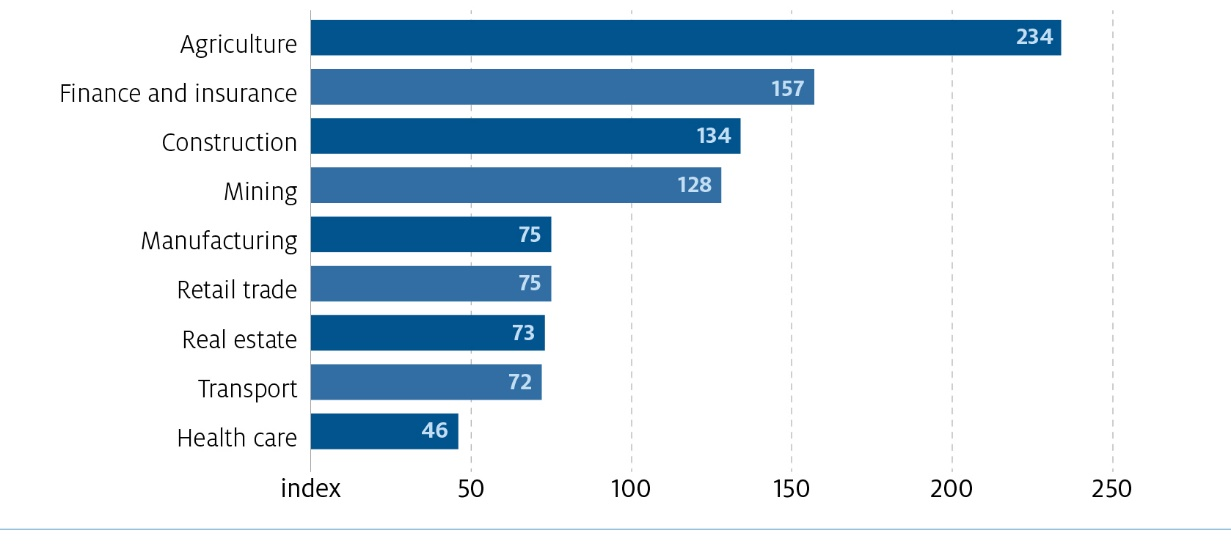 Agriculture 234
Finance and insurance 157
Construction 134
Mining 128
Manufacturing 75
Retail trade 75
Real estate 73
Transport 72
Health care 46
index 50 100 150 200 250